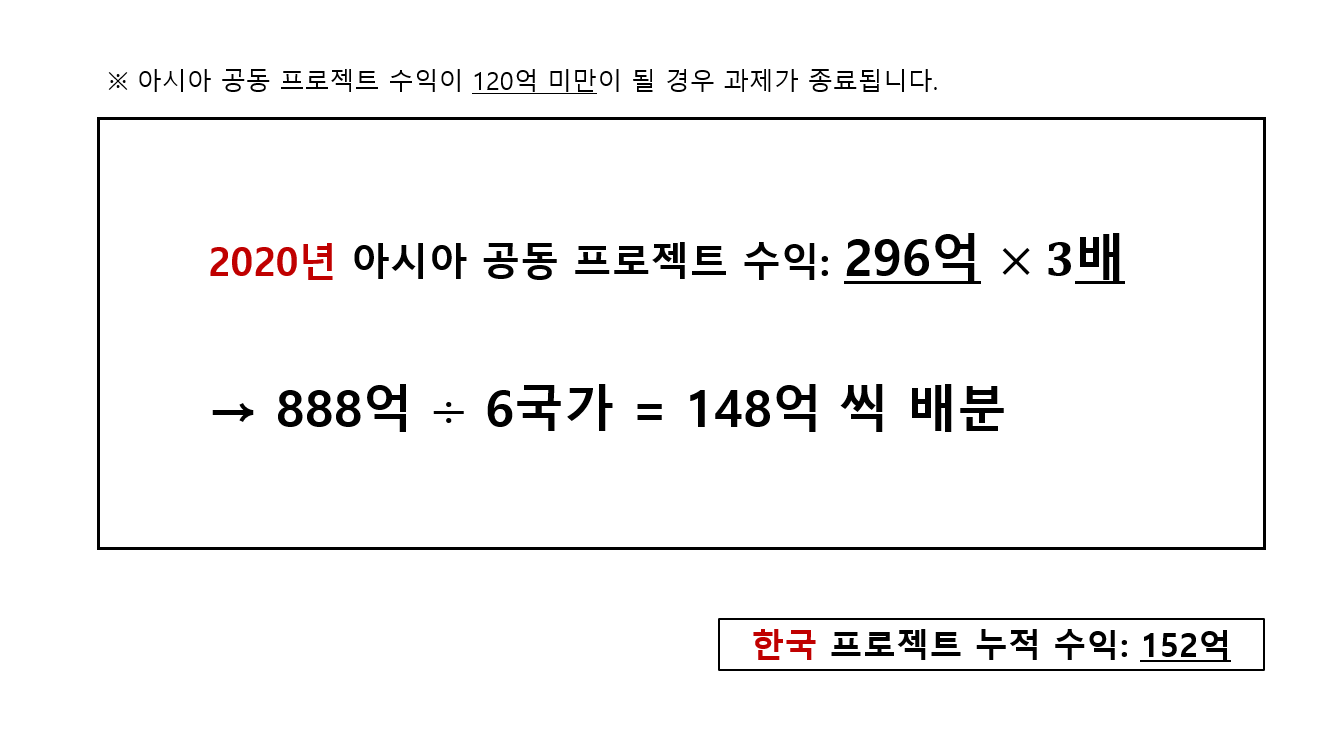 ※ 아시아 공동 프로젝트 수익이 120억 미만이 될 경우 과제가 종료됩니다.
2020년 아시아 공동 프로젝트 수익: 296억 × 3배
→ 888억 ÷ 6국가 = 148억 씩 배분
한국 프로젝트 누적 수익: 152억